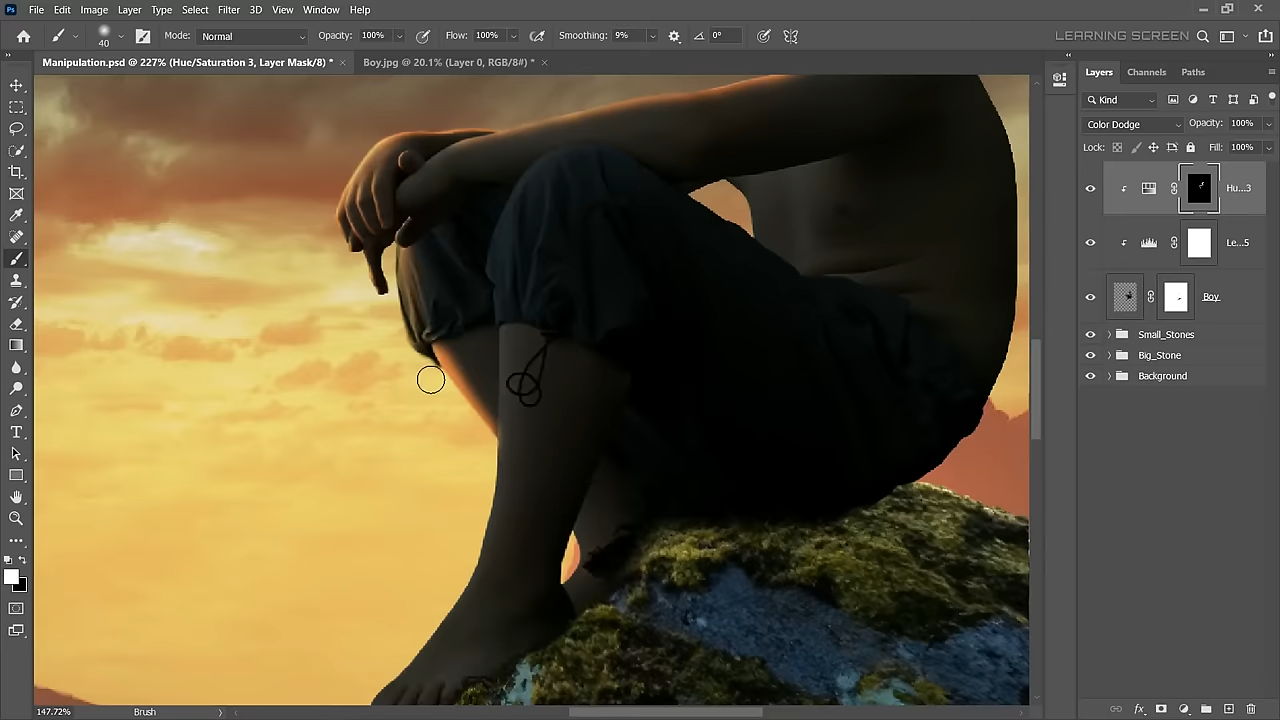 Ps File Edit Image Layer Type Select Filter 3D View Window Help
40 Mode: Normal Opacity: 100% Flow: 100% Smoothing: 9% 0° LEARNING SCREEN
Manipulation.psd @ 227% (Hue/Saturation 3, Layer Mask/8) * × Boy.jpg @ 20.1% (Layer 0, RGB/8#) * ×
Layers Channels Paths
Kind
Color Dodge Opacity: 100%
Lock: Fill: 100%
Hu...3
Le...5
Boy
Small_Stones
Big_Stone
Background
147.72% Brush